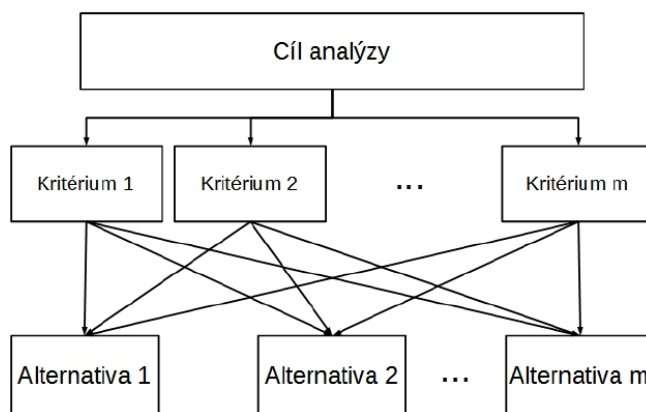 Cíl analýzy
Kritérium 1 Kritérium 2 ... Kritérium m
Alternativa 1 Alternativa 2 ... Alternativa m